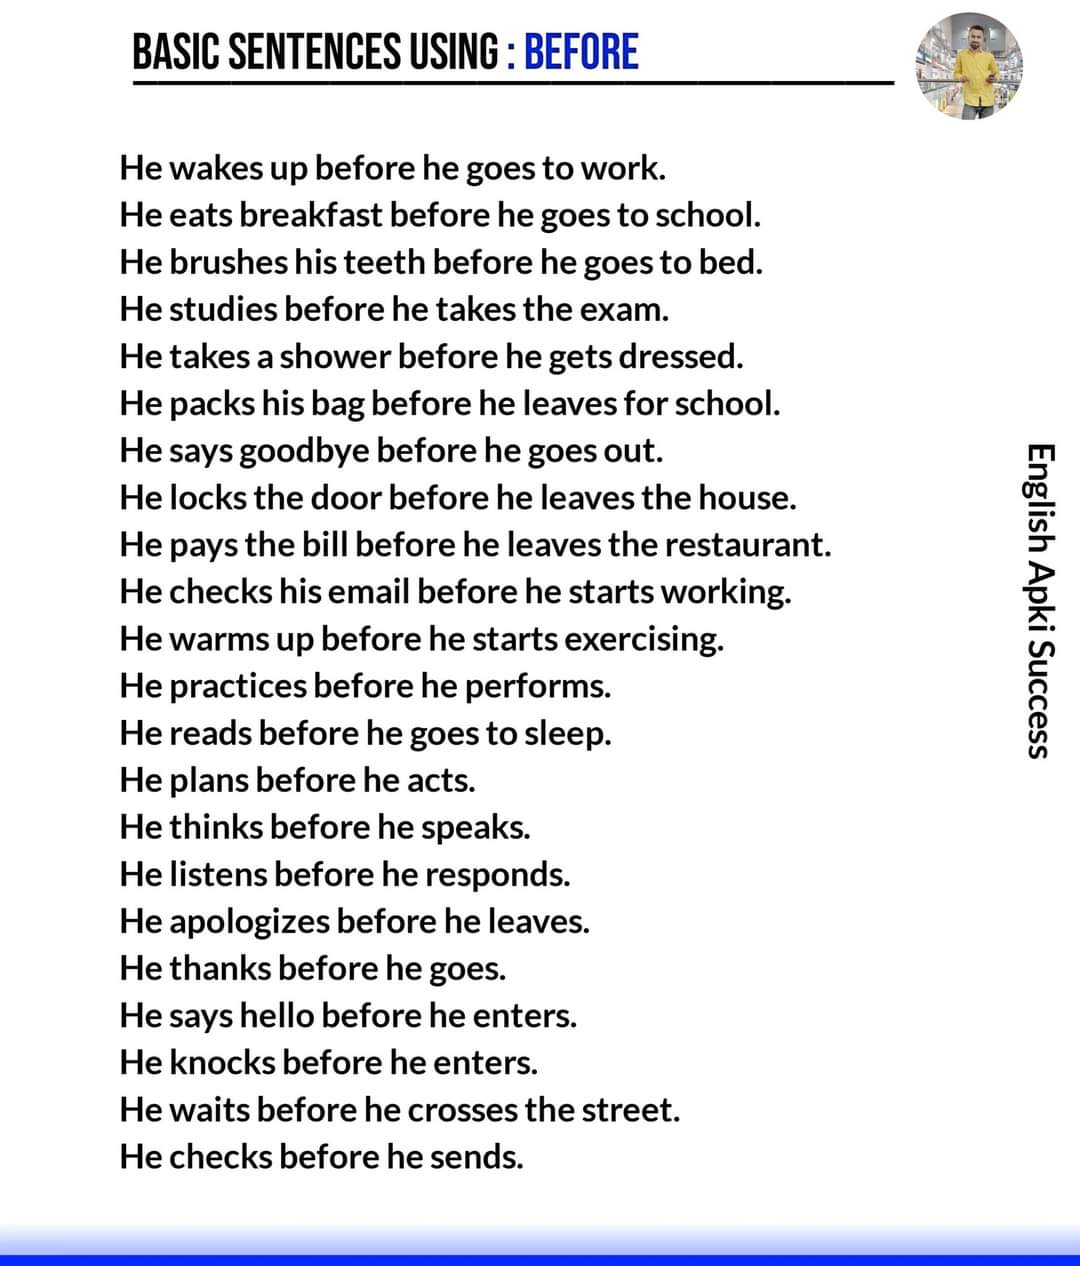 BASIC SENTENCES USING : BEFORE
He wakes up before he goes to work.
He eats breakfast before he goes to school.
He brushes his teeth before he goes to bed.
He studies before he takes the exam.
He takes a shower before he gets dressed.
He packs his bag before he leaves for school.
He says goodbye before he goes out.
He locks the door before he leaves the house.
He pays the bill before he leaves the restaurant.
He checks his email before he starts working.
He warms up before he starts exercising.
He practices before he performs.
He reads before he goes to sleep.
He plans before he acts.
He thinks before he speaks.
He listens before he responds.
He apologizes before he leaves.
He thanks before he goes.
He says hello before he enters.
He knocks before he enters.
He waits before he crosses the street.
He checks before he sends.
English Apki Success